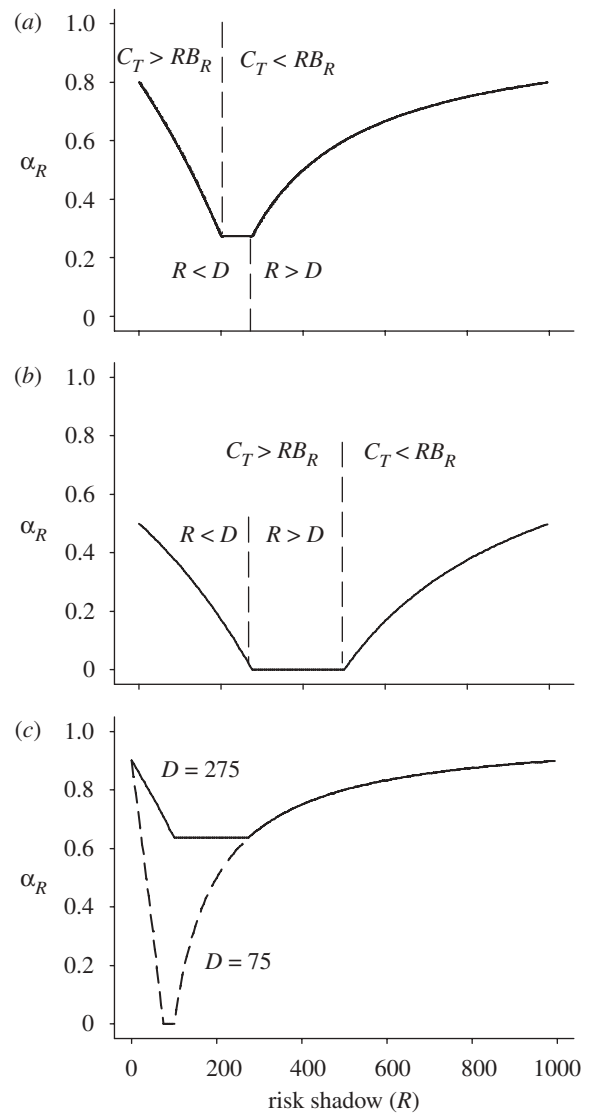 (a)
1.0
0.8
0.6
0.4
0.2
0
α_R
C_T > RB_R
C_T < RB_R
R < D
R > D
(b)
1.0
0.8
0.6
0.4
0.2
0
α_R
C_T > RB_R
C_T < RB_R
R < D
R > D
(c)
1.0
0.8
0.6
0.4
0.2
0
α_R
D = 275
D = 75
0 200 400 600 800 1000
risk shadow (R)